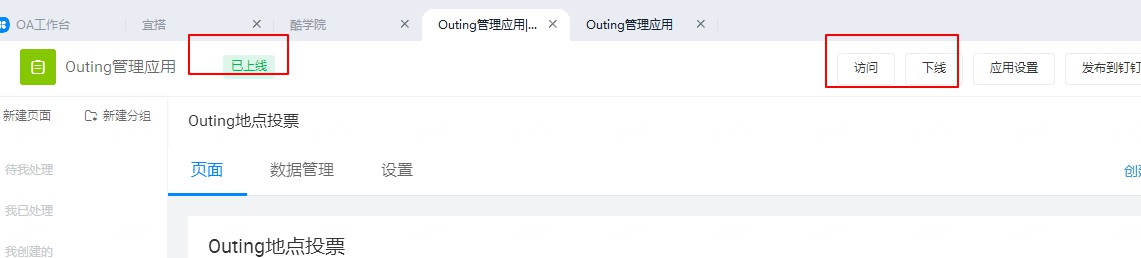 OA工作台 宜搭 酷学院 Outing管理应用|... Outing管理应用
Outing管理应用 已上线 访问 下线 应用设置 发布到钉钉
新建页面 新建分组 Outing地点投票
页面 数据管理 设置
待我处理
我已处理
我创建的
Outing地点投票